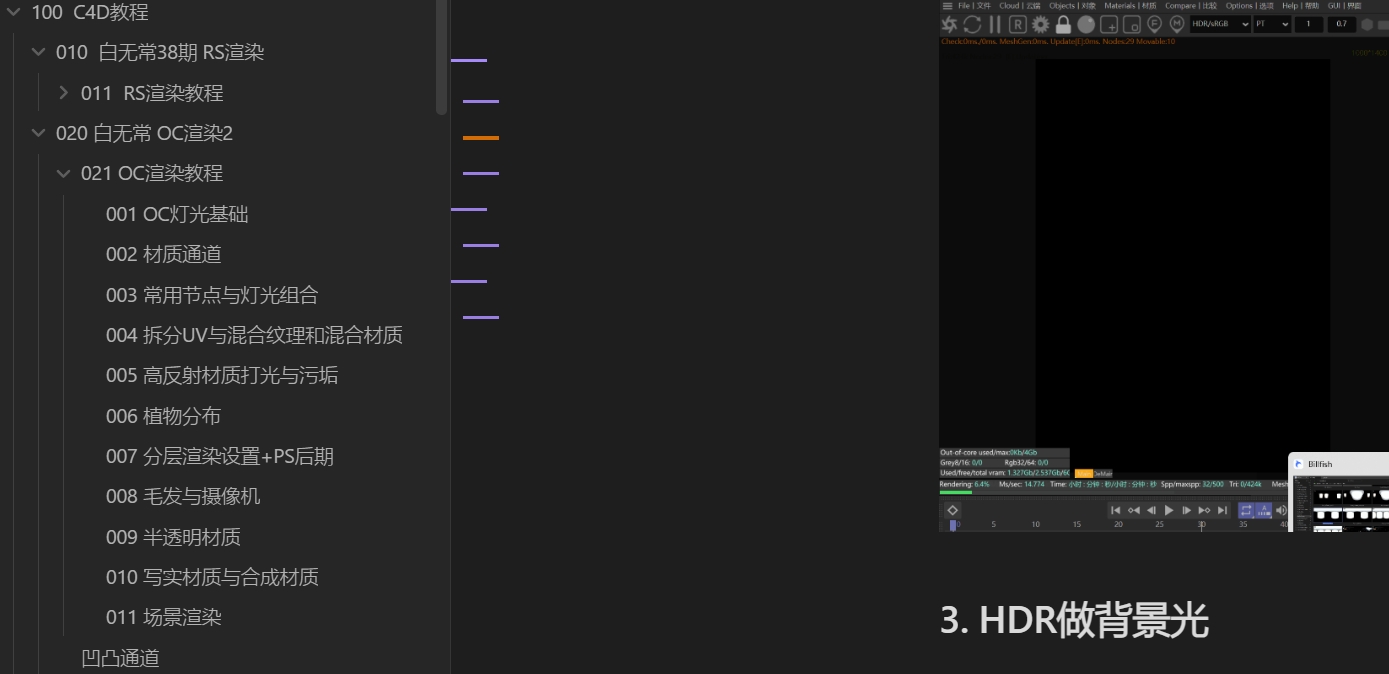 100 C4D教程
010 白无常38期 RS渲染
011 RS渲染教程
020 白无常 OC渲染2
021 OC渲染教程
001 OC灯光基础
002 材质通道
003 常用节点与灯光组合
004 拆分UV与混合纹理和混合材质
005 高反射材质打光与污垢
006 植物分布
007 分层渲染设置+PS后期
008 毛发与摄像机
009 半透明材质
010 写实材质与合成材质
011 场景渲染
凹凸通道
File | 文件 Cloud | 云端 Objects | 对象 Materials | 材质 Compare | 比较 Options | 选项 Help | 帮助 GUI | 界面
R F M HDR/sRGB PT 1 0.7
Check:0ms./0ms. MeshGen:0ms. Update[E]:0ms. Nodes:29 Movable:10
1000*1400
Out-of-core used/max:0Kb/4Gb
Grey8/16: 0/0 Rgb32/64: 0/0
Used/free/total vram: 1.327Gb/2.537Gb/6G
DeMain
Rendering: 6.4% Ms/sec: 14.774 Time: 小时 : 分钟 : 秒/小时 : 分钟 : 秒 Spp/maxspp: 32/500 Tri: 0/424k Mesh
0 5 10 15 20 25 30 35 40
Billfish
3. HDR做背景光